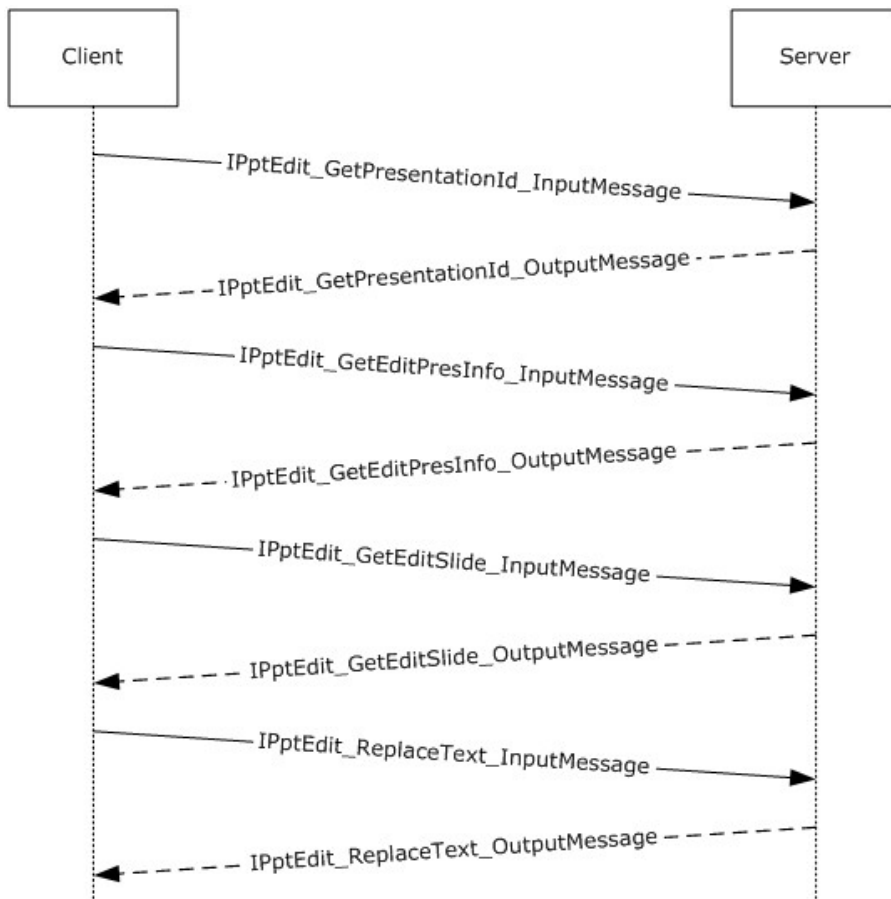 Client
Server
IPptEdit_GetPresentationId_InputMessage
IPptEdit_GetPresentationId_OutputMessage
IPptEdit_GetEditPresInfo_InputMessage
IPptEdit_GetEditPresInfo_OutputMessage
IPptEdit_GetEditSlide_InputMessage
IPptEdit_GetEditSlide_OutputMessage
IPptEdit_ReplaceText_InputMessage
IPptEdit_ReplaceText_OutputMessage